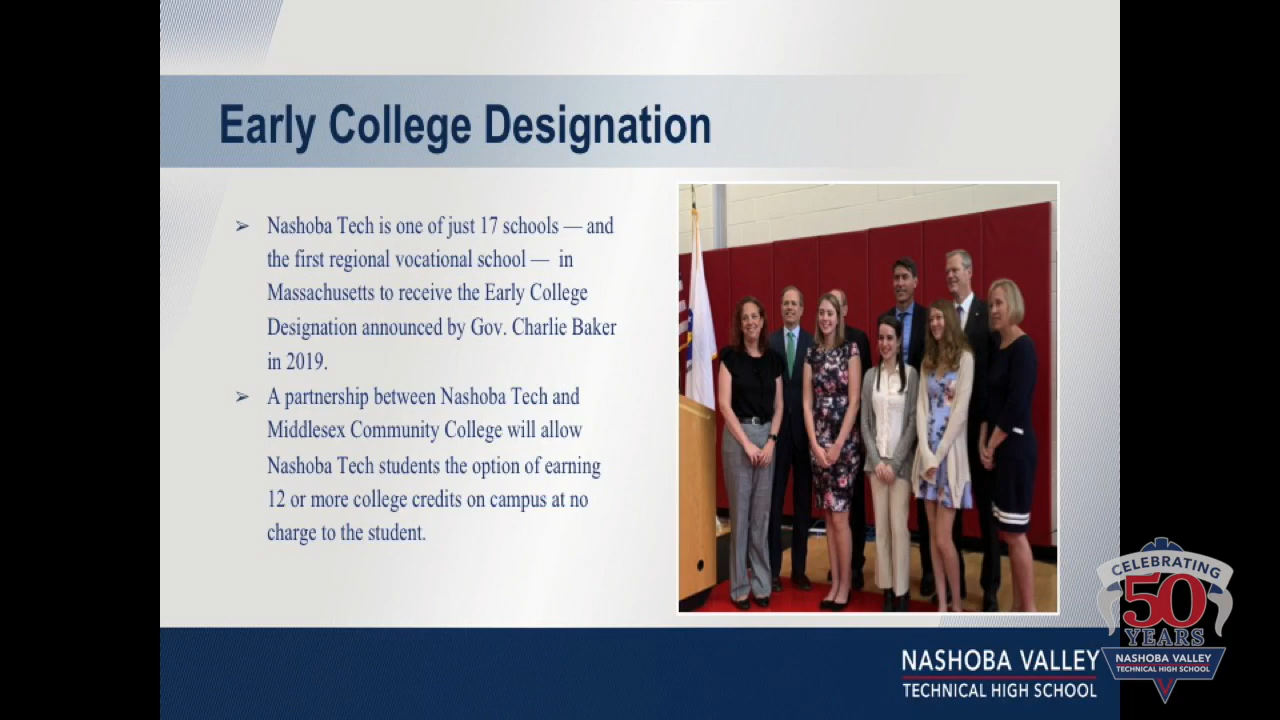 Early College Designation
➢ Nashoba Tech is one of just 17 schools — and
the first regional vocational school — in
Massachusetts to receive the Early College
Designation announced by Gov. Charlie Baker
in 2019.
➢ A partnership between Nashoba Tech and
Middlesex Community College will allow
Nashoba Tech students the option of earning
12 or more college credits on campus at no
charge to the student.
NASHOBA VALLEY
TECHNICAL HIGH SCHOOL
CELEBRATING
50
YEARS
NASHOBA VALLEY
TECHNICAL HIGH SCHOOL